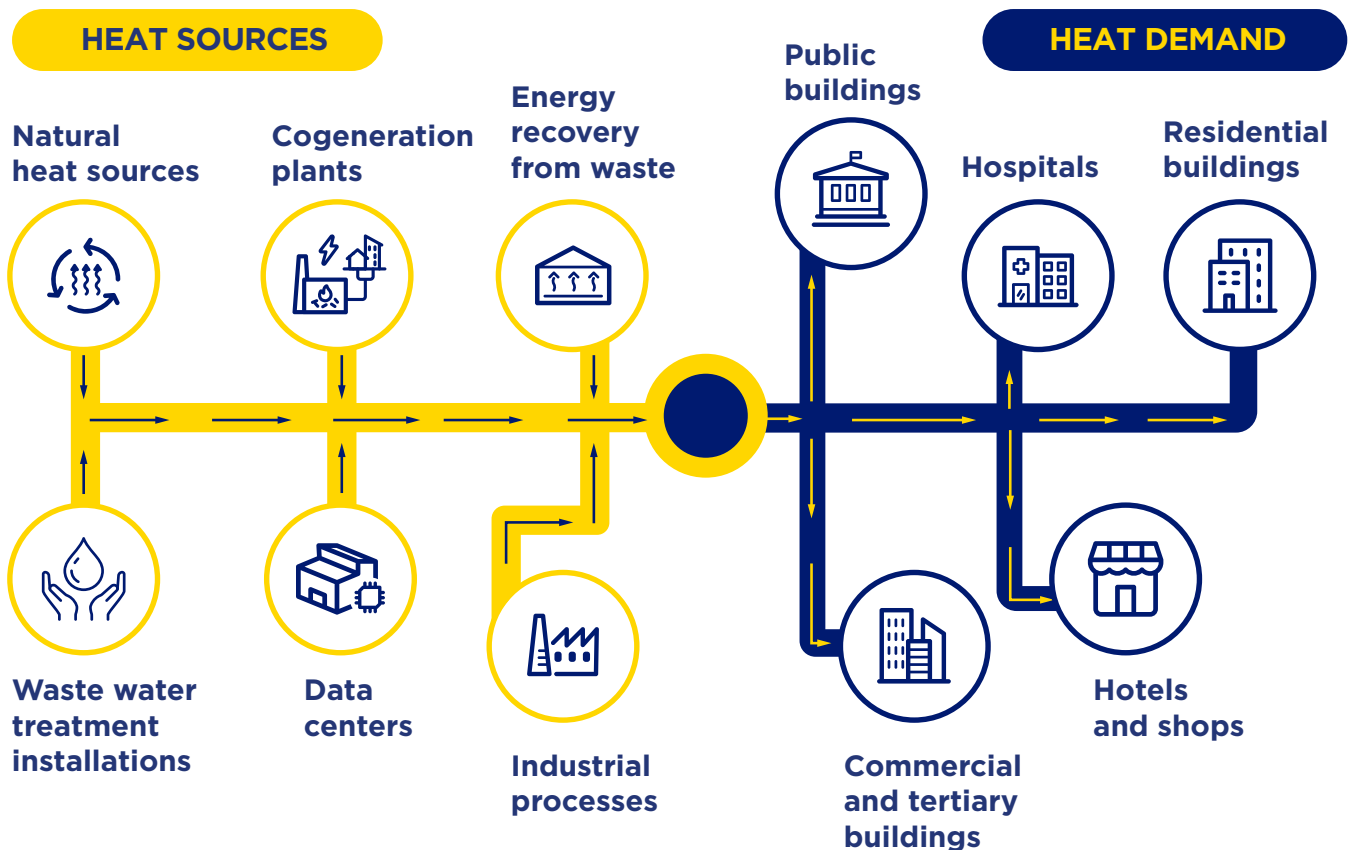 HEAT SOURCES
HEAT DEMAND
Natural
heat sources
Cogeneration
plants
Energy
recovery
from waste
Public
buildings
Hospitals
Residential
buildings
Waste water
treatment
installations
Data
centers
Industrial
processes
Commercial
and tertiary
buildings
Hotels
and shops